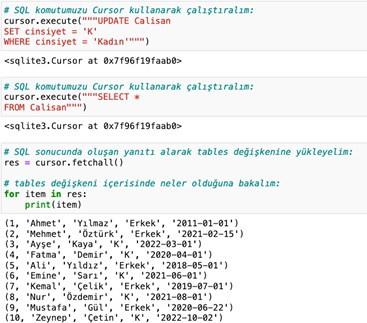 # SQL komutumuzu Cursor kullanarak çalıştıralım:
cursor.execute("""UPDATE Calisan
SET cinsiyet = 'K'
WHERE cinsiyet = 'Kadın'""")
<sqlite3.Cursor at 0x7f96f19faab0>
# SQL komutumuzu Cursor kullanarak çalıştıralım:
cursor.execute("""SELECT *
FROM Calisan""")
<sqlite3.Cursor at 0x7f96f19faab0>
# SQL sonucunda oluşan yanıtı alarak tables değişkenine yükleyelim:
res = cursor.fetchall()
# tables değişkeni içerisinde neler olduğuna bakalım:
for item in res:
    print(item)
(1, 'Ahmet', 'Yılmaz', 'Erkek', '2011-01-01')
(2, 'Mehmet', 'Öztürk', 'Erkek', '2021-02-15')
(3, 'Ayşe', 'Kaya', 'K', '2022-03-01')
(4, 'Fatma', 'Demir', 'K', '2020-04-01')
(5, 'Ali', 'Yıldız', 'Erkek', '2018-05-01')
(6, 'Emine', 'Sarı', 'K', '2021-06-01')
(7, 'Kemal', 'Çelik', 'Erkek', '2019-07-01')
(8, 'Nur', 'Özdemir', 'K', '2021-08-01')
(9, 'Mustafa', 'Gül', 'Erkek', '2020-06-22')
(10, 'Zeynep', 'Çetin', 'K', '2022-10-02')